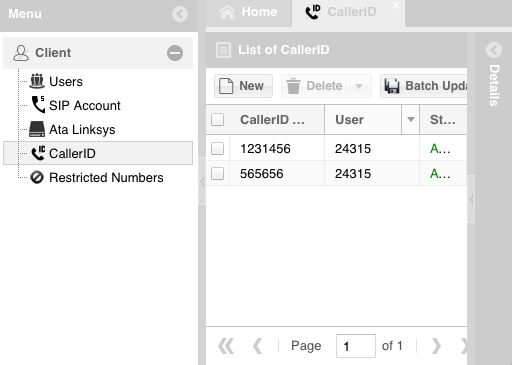 Menu
Client
Users
SIP Account
Ata Linksys
CallerID
Restricted Numbers
Home
CallerID
List of CallerID
New
Delete
Batch Upda
CallerID ... User St...
1231456 24315 A...
565656 24315 A...
Page 1 of 1
Details